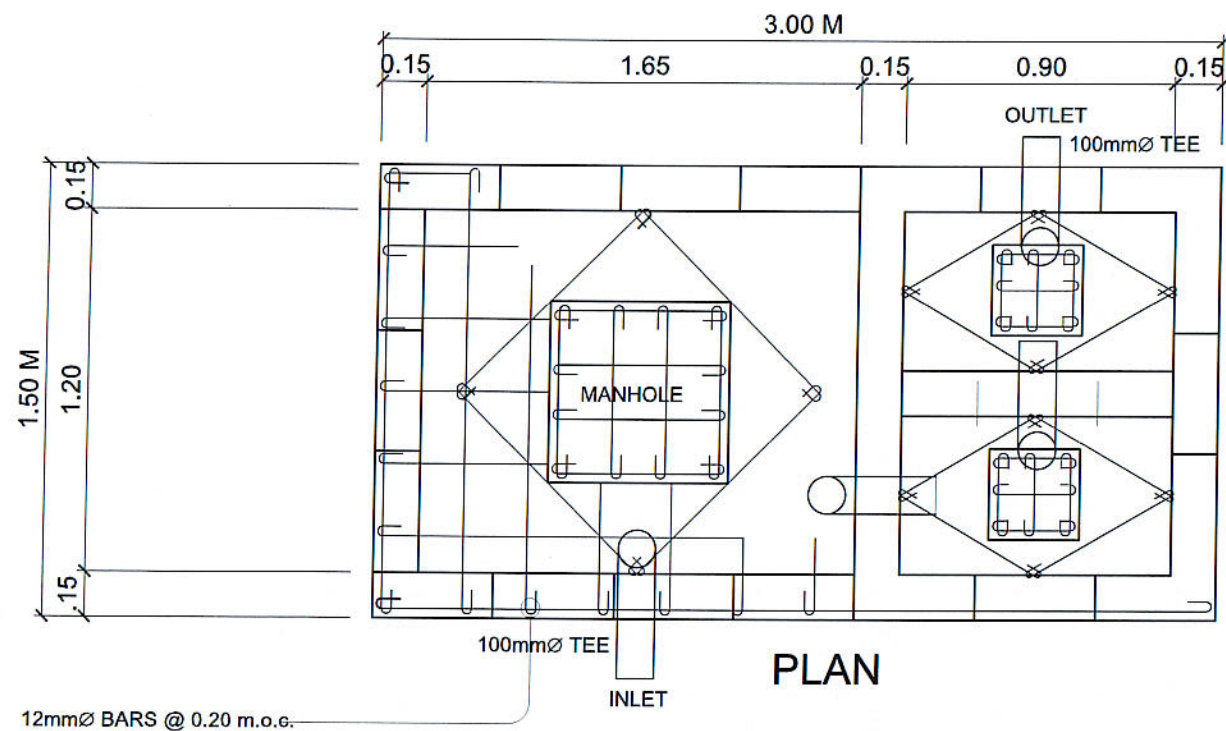 3.00 M
0.15 1.65 0.15 0.90 0.15
OUTLET
100mmØ TEE
0.15
1.50 M
1.20
MANHOLE
.15
100mmØ TEE
PLAN
INLET
12mmØ BARS @ 0.20 m.o.c.